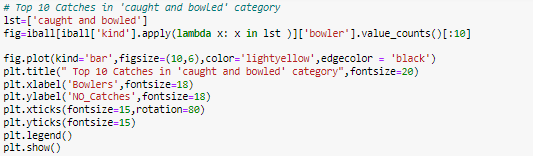 # Top 10 Catches in 'caught and bowled' category
lst=['caught and bowled']
fig=iball[iball['kind'].apply(lambda x: x in lst )]['bowler'].value_counts()[:10]
fig.plot(kind='bar',figsize=(10,6),color='lightyellow',edgecolor = 'black')
plt.title(" Top 10 Catches in 'caught and bowled' category",fontsize=20)
plt.xlabel('Bowlers',fontsize=18)
plt.ylabel('NO_Catches',fontsize=18)
plt.xticks(fontsize=15,rotation=80)
plt.yticks(fontsize=15)
plt.legend()
plt.show()